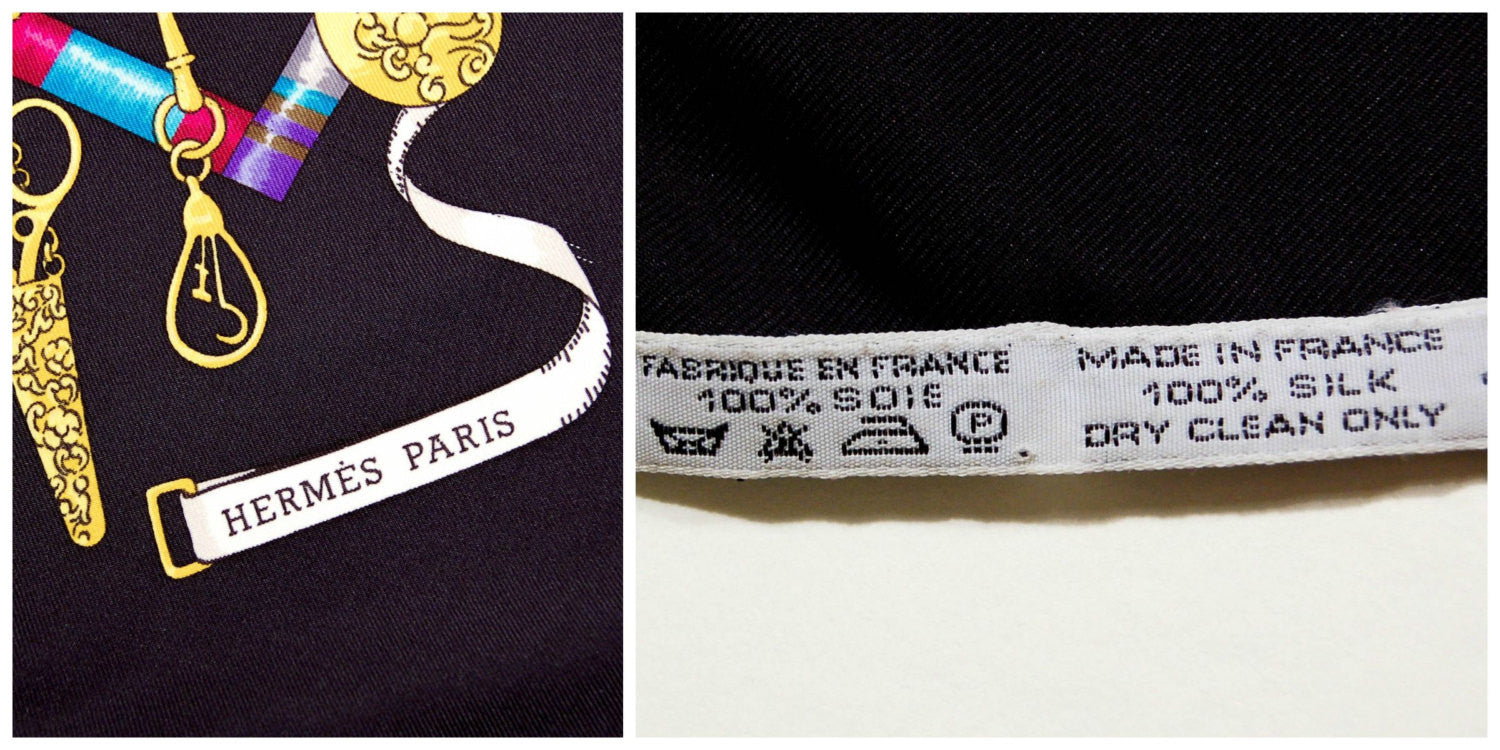 HERMÈS PARIS
FABRIQUE EN FRANCE
100% SOIE
P
MADE IN FRANCE
100% SILK
DRY CLEAN ONLY